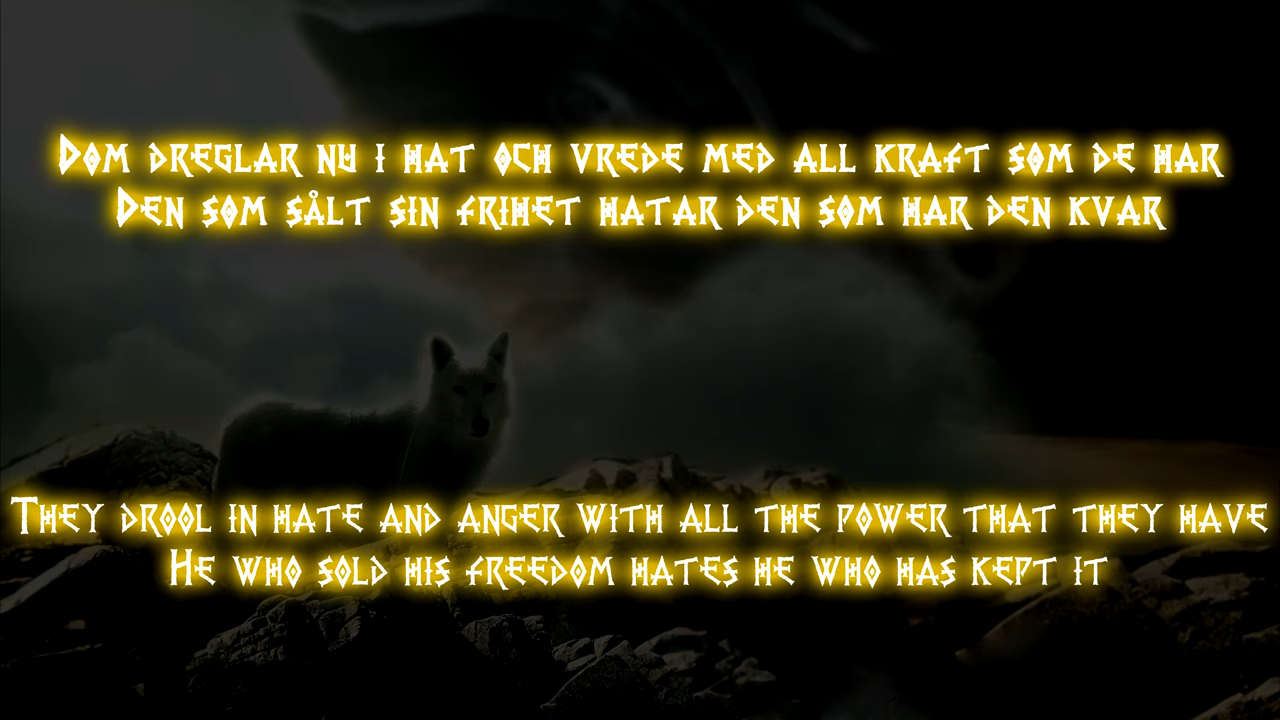 Dom dreglar nu i hat och vrede med all kraft som de har
Den som sålt sin frihet hatar den som har den kvar
They drool in hate and anger with all the power that they have
He who sold his freedom hates he who has kept it